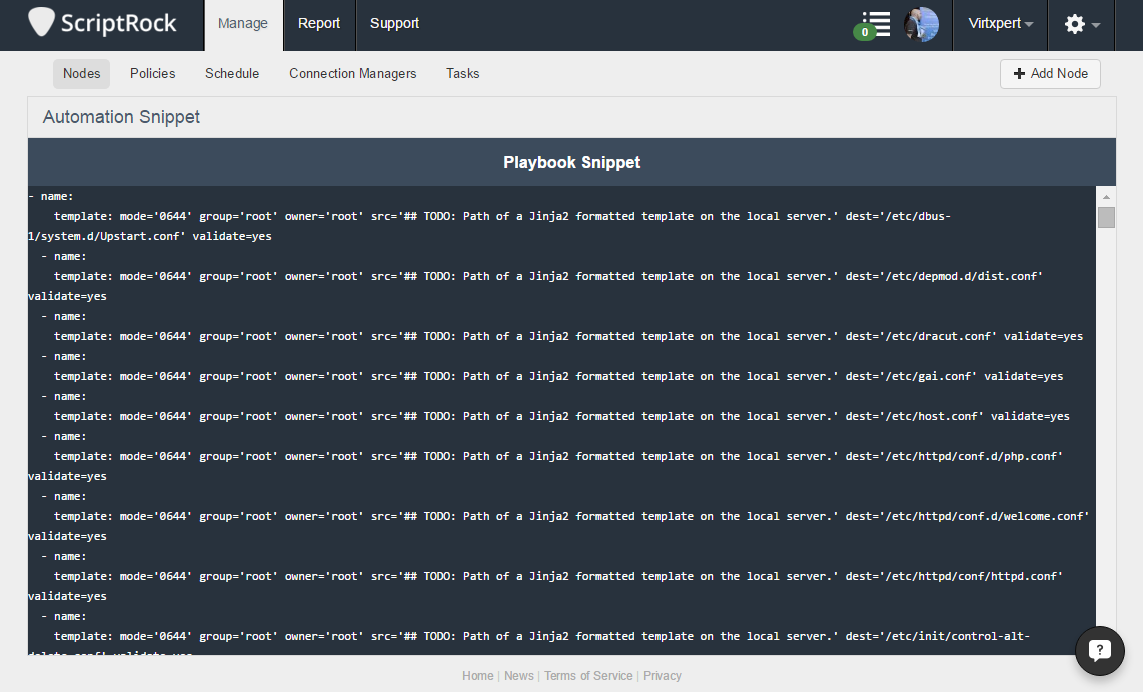 ScriptRock
Manage
Report
Support
0
Virtxpert
Nodes
Policies
Schedule
Connection Managers
Tasks
Add Node
Automation Snippet
Playbook Snippet
- name:
    template: mode='0644' group='root' owner='root' src='## TODO: Path of a Jinja2 formatted template on the local server.' dest='/etc/dbus-
1/system.d/Upstart.conf' validate=yes
  - name:
    template: mode='0644' group='root' owner='root' src='## TODO: Path of a Jinja2 formatted template on the local server.' dest='/etc/depmod.d/dist.conf'
validate=yes
  - name:
    template: mode='0644' group='root' owner='root' src='## TODO: Path of a Jinja2 formatted template on the local server.' dest='/etc/dracut.conf' validate=yes
  - name:
    template: mode='0644' group='root' owner='root' src='## TODO: Path of a Jinja2 formatted template on the local server.' dest='/etc/gai.conf' validate=yes
  - name:
    template: mode='0644' group='root' owner='root' src='## TODO: Path of a Jinja2 formatted template on the local server.' dest='/etc/host.conf' validate=yes
  - name:
    template: mode='0644' group='root' owner='root' src='## TODO: Path of a Jinja2 formatted template on the local server.' dest='/etc/httpd/conf.d/php.conf'
validate=yes
  - name:
    template: mode='0644' group='root' owner='root' src='## TODO: Path of a Jinja2 formatted template on the local server.' dest='/etc/httpd/conf.d/welcome.conf'
validate=yes
  - name:
    template: mode='0644' group='root' owner='root' src='## TODO: Path of a Jinja2 formatted template on the local server.' dest='/etc/httpd/conf/httpd.conf'
validate=yes
  - name:
    template: mode='0644' group='root' owner='root' src='## TODO: Path of a Jinja2 formatted template on the local server.' dest='/etc/init/control-alt-
delete.conf' validate=yes
Home | News | Terms of Service | Privacy